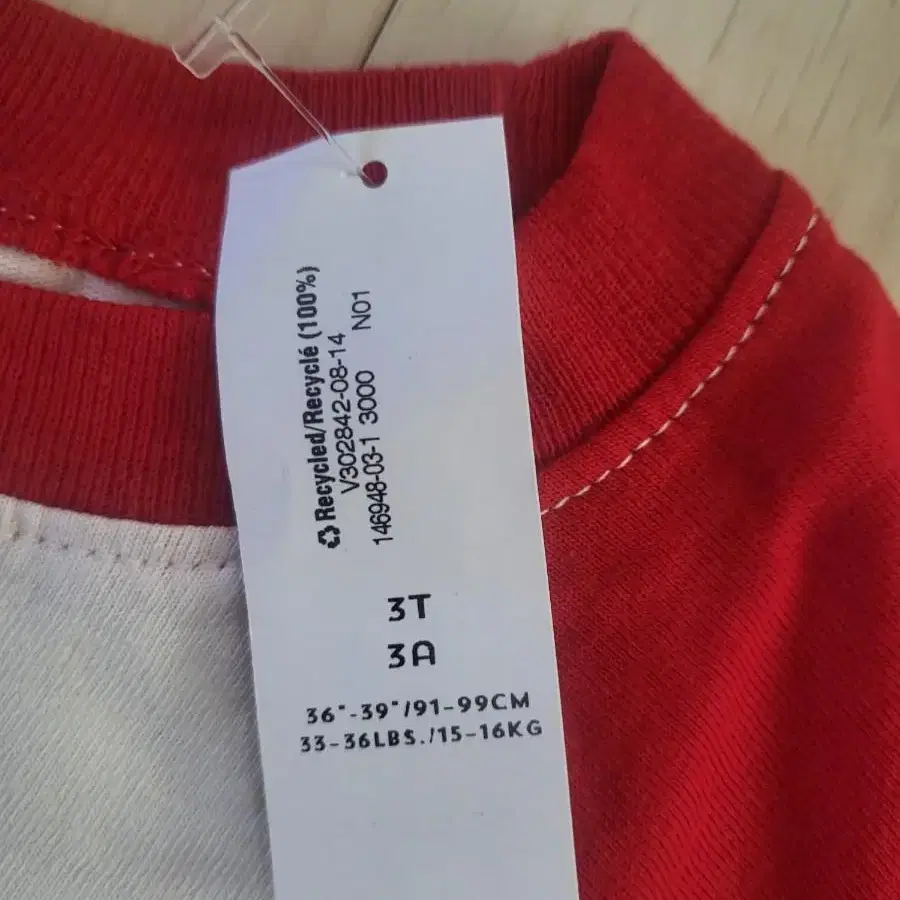 ♻ Recycled/Recyclé (100%)
V302842-08-14
146948-03-1 3000 N01
3T
3A
36"-39"/91-99CM
33-36LBS./15-16KG